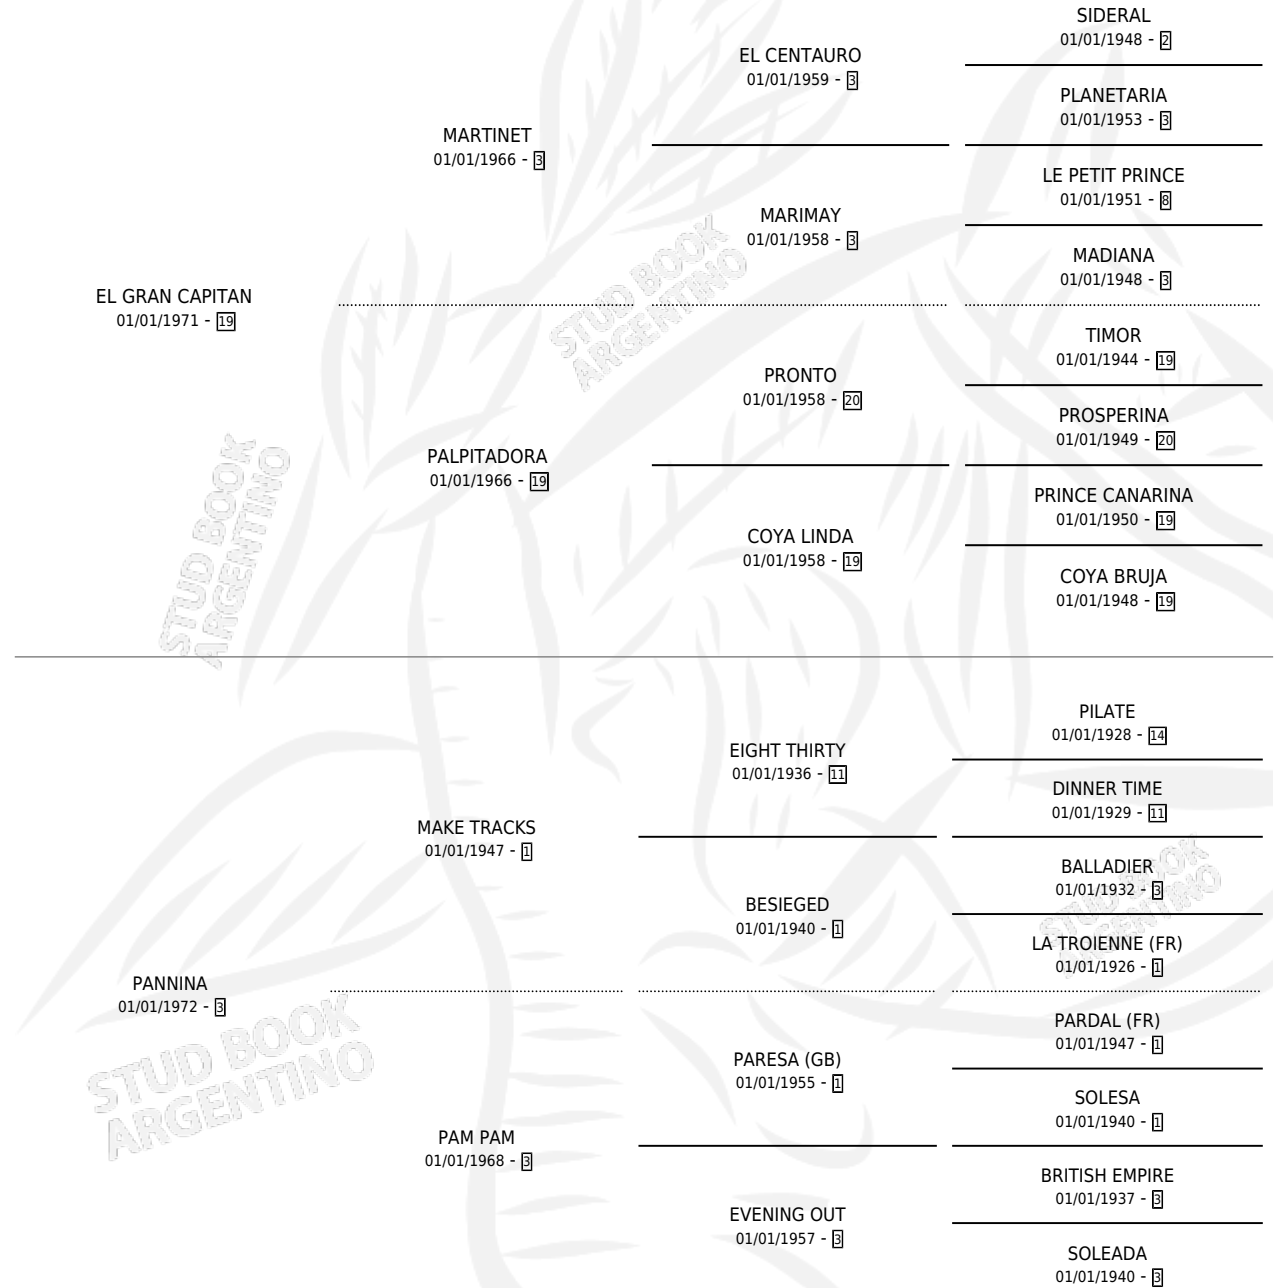 SIDERAL
01/01/1948 - 2
EL CENTAURO
01/01/1959 - 3
PLANETARIA
01/01/1953 - 3
MARTINET
01/01/1966 - 3
LE PETIT PRINCE
01/01/1951 - 8
MARIMAY
01/01/1958 - 3
MADIANA
01/01/1948 - 3
EL GRAN CAPITAN
01/01/1971 - 19
TIMOR
01/01/1944 - 19
PRONTO
01/01/1958 - 20
PROSPERINA
01/01/1949 - 20
PALPITADORA
01/01/1966 - 19
PRINCE CANARINA
01/01/1950 - 19
COYA LINDA
01/01/1958 - 19
COYA BRUJA
01/01/1948 - 19
STUD BOOK
ARGENTINO
STUD BOOK
ARGENTINO
PILATE
01/01/1928 - 14
EIGHT THIRTY
01/01/1936 - 11
DINNER TIME
01/01/1929 - 11
MAKE TRACKS
01/01/1947 - 1
BALLADIER
01/01/1932 - 3
BESIEGED
01/01/1940 - 1
LA TROIENNE (FR)
01/01/1926 - 1
PANNINA
01/01/1972 - 3
PARDAL (FR)
01/01/1947 - 1
PARESA (GB)
01/01/1955 - 1
SOLESA
01/01/1940 - 1
PAM PAM
01/01/1968 - 3
BRITISH EMPIRE
01/01/1937 - 3
EVENING OUT
01/01/1957 - 3
SOLEADA
01/01/1940 - 3
STUD BOOK
ARGENTINO
STUD BOOK
ARGENTINO